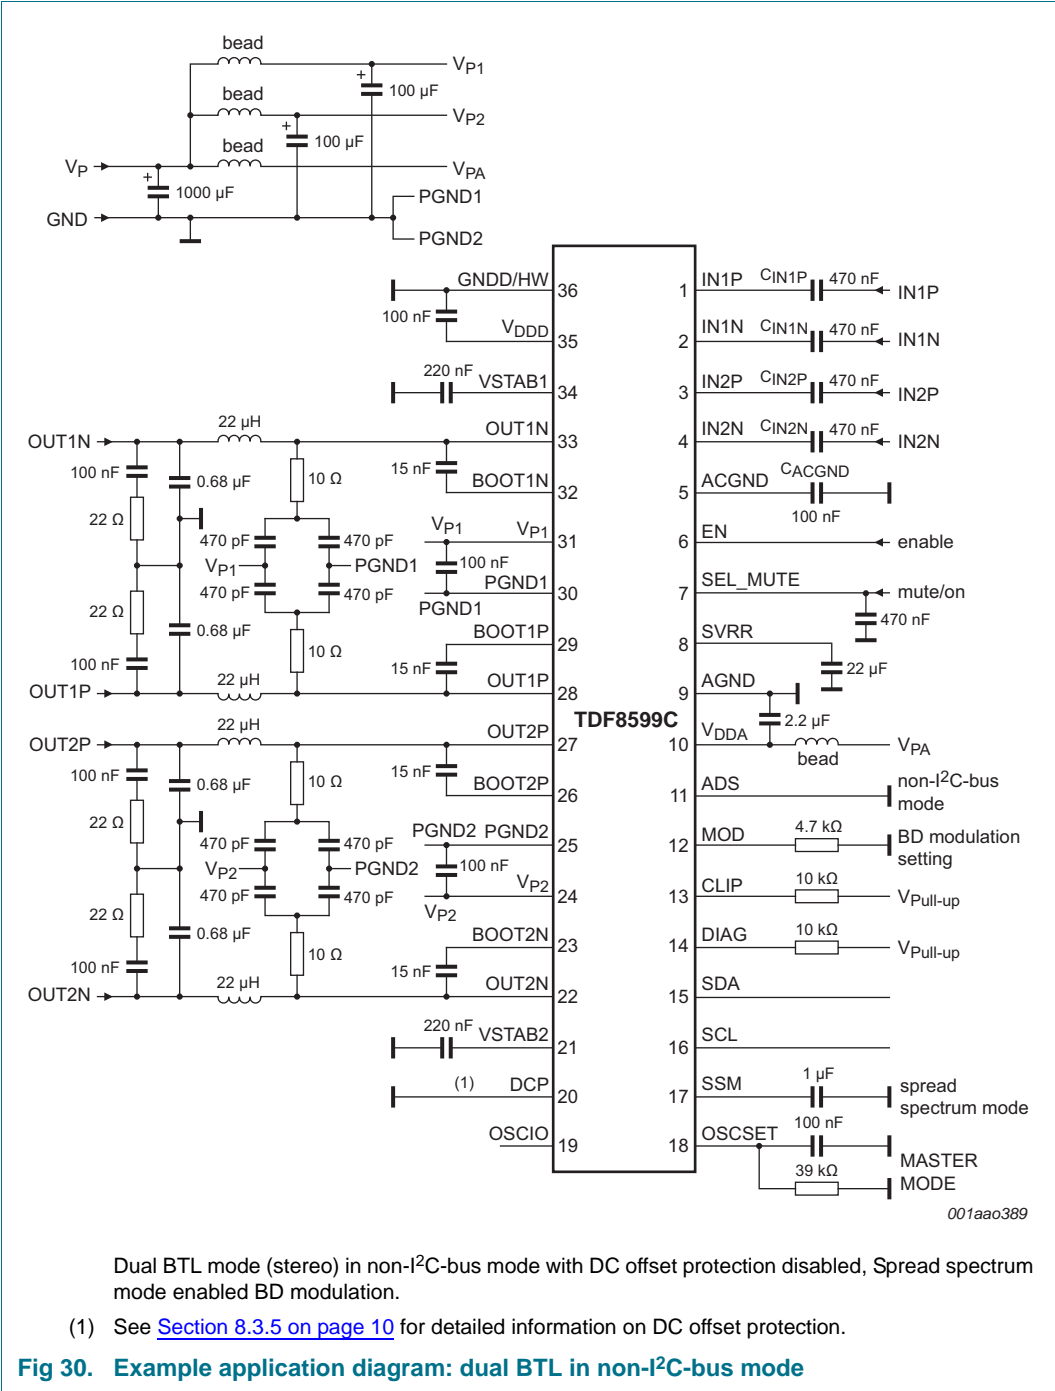 bead
VP1
+
100 μF
bead
VP2
+
100 μF
bead
VP
VPA
+
1000 μF
PGND1
GND
PGND2
GNDD/HW
36
100 nF
VDDD
35
220 nF
VSTAB1
34
22 μH
OUT1N
OUT1N
33
100 nF
0.68 μF
10 Ω
15 nF
BOOT1N
32
22 Ω
470 pF
470 pF
VP1
VP1
31
VP1
PGND1
100 nF
470 pF
470 pF
PGND1
30
PGND1
22 Ω
0.68 μF
10 Ω
BOOT1P
29
100 nF
15 nF
22 μH
OUT1P
OUT1P
28
TDF8599C
22 μH
OUT2P
OUT2P
27
100 nF
0.68 μF
10 Ω
15 nF
BOOT2P
26
22 Ω
470 pF
470 pF
PGND2
PGND2
25
VP2
PGND2
100 nF
470 pF
470 pF
VP2
24
VP2
22 Ω
0.68 μF
10 Ω
BOOT2N
23
100 nF
15 nF
22 μH
OUT2N
OUT2N
22
220 nF
VSTAB2
21
(1)
DCP
20
OSCIO
19
1
IN1P
CIN1P
470 nF
IN1P
2
IN1N
CIN1N
470 nF
IN1N
3
IN2P
CIN2P
470 nF
IN2P
4
IN2N
CIN2N
470 nF
IN2N
5
ACGND
CACGND
100 nF
6
EN
enable
7
SEL_MUTE
mute/on
470 nF
8
SVRR
22 μF
9
AGND
2.2 μF
10
VDDA
bead
VPA
11
ADS
non-I2C-bus
mode
12
MOD
4.7 kΩ
BD modulation
setting
13
CLIP
10 kΩ
VPull-up
14
DIAG
10 kΩ
VPull-up
15
SDA
16
SCL
17
SSM
1 μF
spread
spectrum mode
18
OSCSET
100 nF
39 kΩ
MASTER
MODE
001aao389
Dual BTL mode (stereo) in non-I2C-bus mode with DC offset protection disabled, Spread spectrum
mode enabled BD modulation.
(1) See Section 8.3.5 on page 10 for detailed information on DC offset protection.
Fig 30. Example application diagram: dual BTL in non-I2C-bus mode